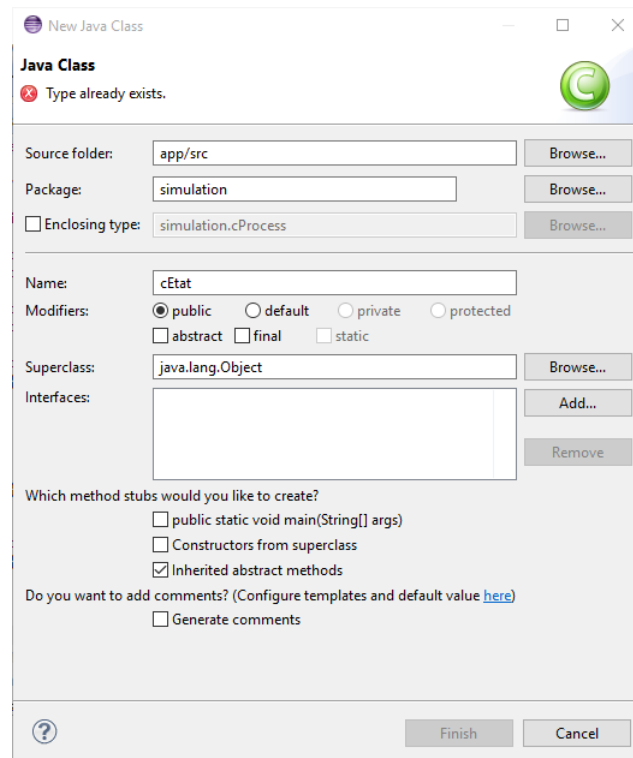 New Java Class
Java Class
Type already exists.
Source folder: app/src Browse...
Package: simulation Browse...
Enclosing type: simulation.cProcess Browse...
Name: cEtat
Modifiers: public default private protected
abstract final static
Superclass: java.lang.Object Browse...
Interfaces: Add...
Remove
Which method stubs would you like to create?
public static void main(String[] args)
Constructors from superclass
Inherited abstract methods
Do you want to add comments? (Configure templates and default value here)
Generate comments
? Finish Cancel